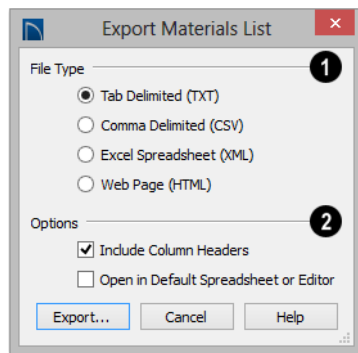 Export Materials List
File Type
1
Tab Delimited (TXT)
Comma Delimited (CSV)
Excel Spreadsheet (XML)
Web Page (HTML)
Options
2
Include Column Headers
Open in Default Spreadsheet or Editor
Export... Cancel Help